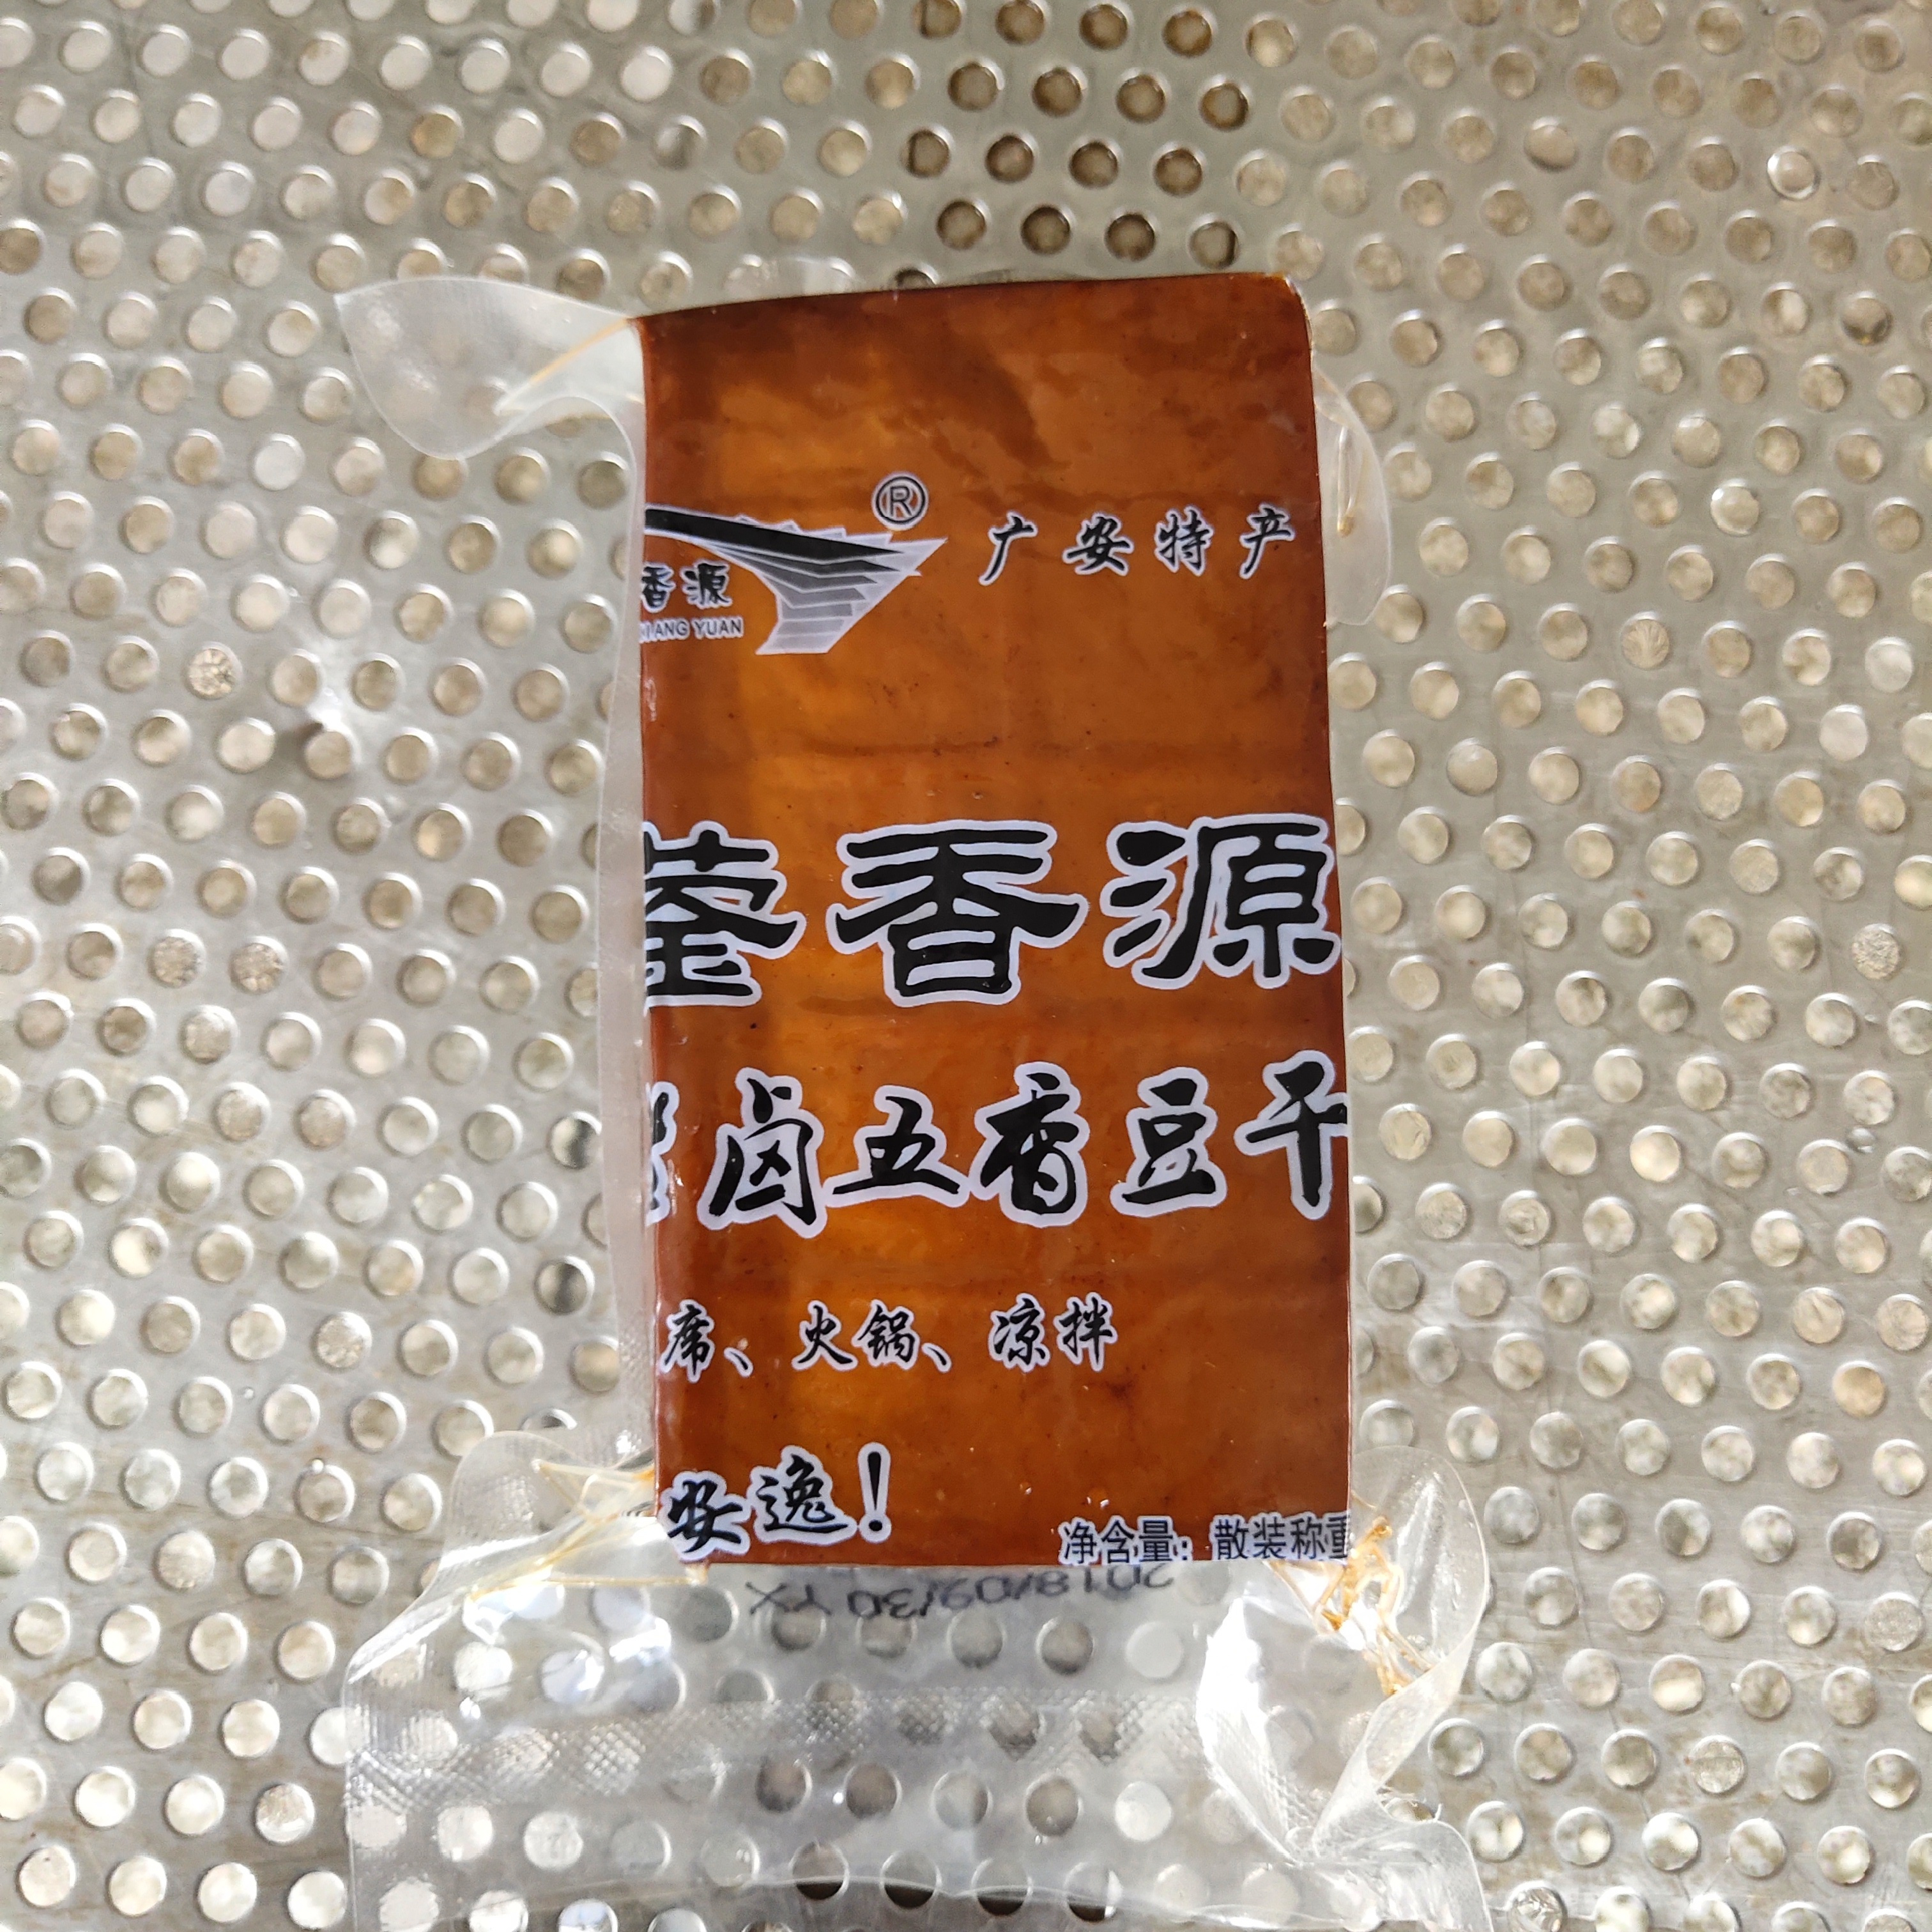 ® 广安特产
香源
XIANG YUAN
蓥香源
卤五香豆干
席、火锅、凉拌
安逸!
净含量:散装称重
2018/09/30 YX